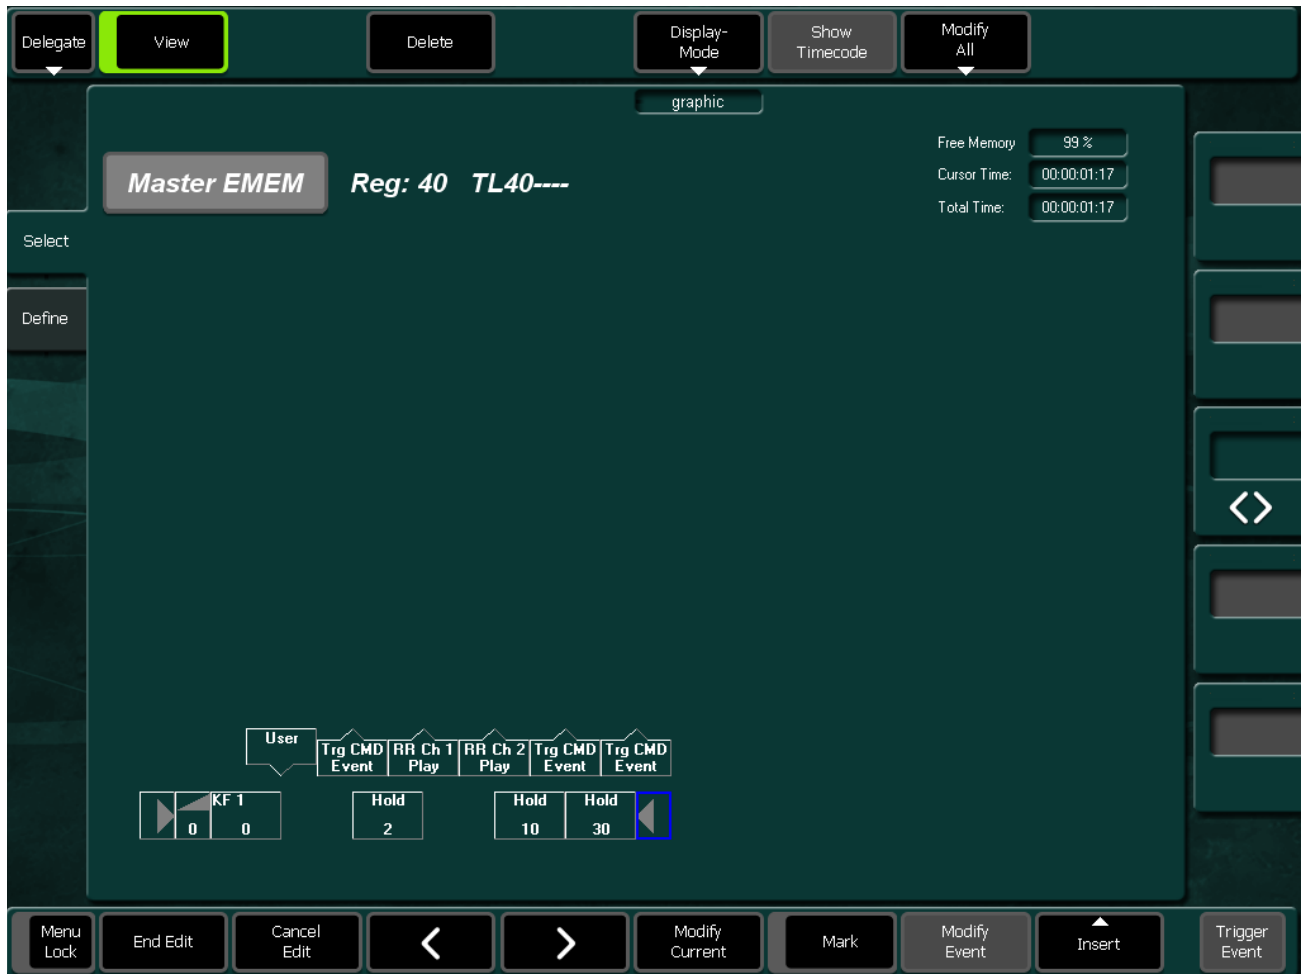 Delegate
View
Delete
Display-
Mode
Show
Timecode
Modify
All
graphic
Free Memory 99 %
Cursor Time: 00:00:01:17
Total Time: 00:00:01:17
Master EMEM Reg: 40 TL40----
Select
Define
User
Trg CMD
Event
RR Ch 1
Play
RR Ch 2
Play
Trg CMD
Event
Trg CMD
Event
KF 1
0 0
Hold
2
Hold
10
Hold
30
Menu
Lock
End Edit
Cancel
Edit
Modify
Current
Mark
Modify
Event
Insert
Trigger
Event